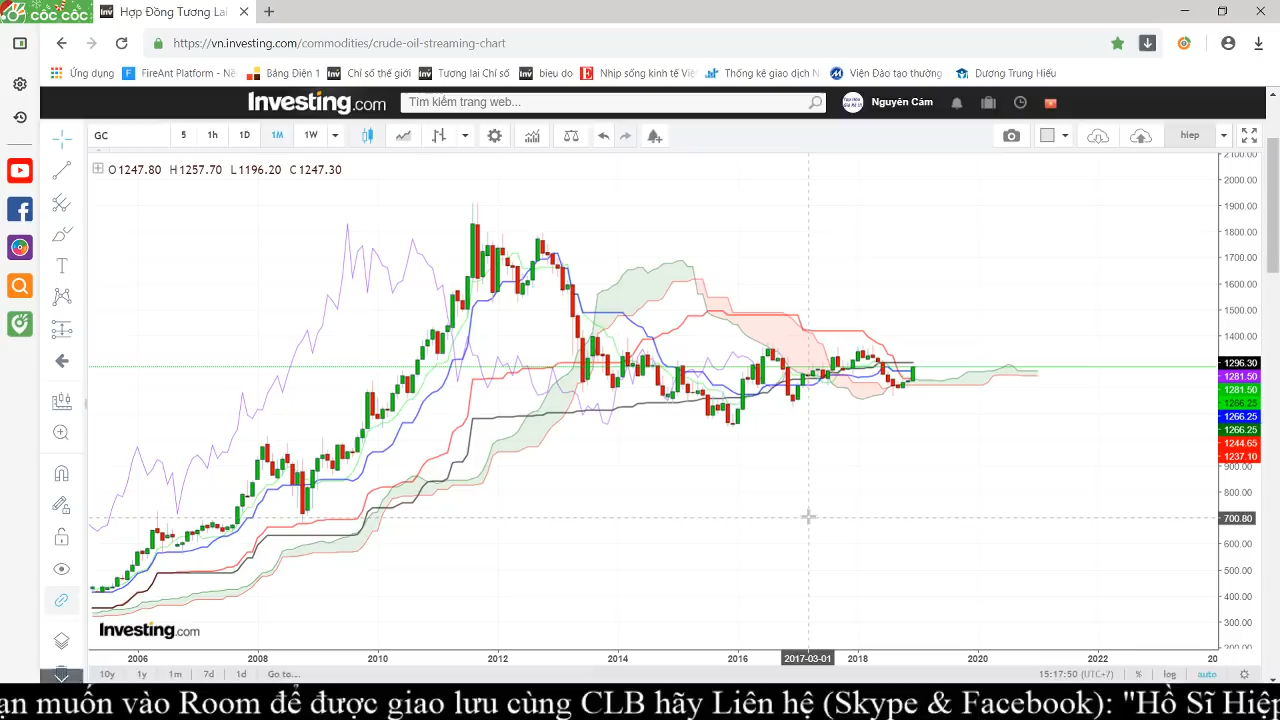 cốc cốc
Inv Hợp Đồng Tương Lai
https://vn.investing.com/commodities/crude-oil-streaming-chart
Ứng dụng FireAnt Platform - Nề Bảng Điện 1 Inv Chỉ số thế giới Inv Tương lai Chỉ số Inv bieu do E Nhịp sống kinh tế Việ Thống kê giao dịch N Viện Đào tạo thường Dương Trung Hiếu
Investing.com Tìm kiếm trang web... Nguyên Cảm
GC 5 1h 1D 1M 1W hiep
O1247.80 H1257.70 L1196.20 C1247.30
2100.00
2000.00
1900.00
1800.00
1700.00
1600.00
1500.00
1400.00
1296.30
1281.50
1281.50
1266.25
1266.25
1266.25
1244.65
1237.10
900.00
800.00
700.80
600.00
500.00
400.00
300.00
200.00
Investing.com
2006 2008 2010 2012 2014 2016 2017-03-01 2018 2020 2022 20
10y 1y 1m 7d 1d Go to... 15:17:50 (UTC+7) % log auto
ạn muốn vào Room để được giao lưu cùng CLB hãy Liên hệ (Skype & Facebook): "Hồ Sĩ Hiệp